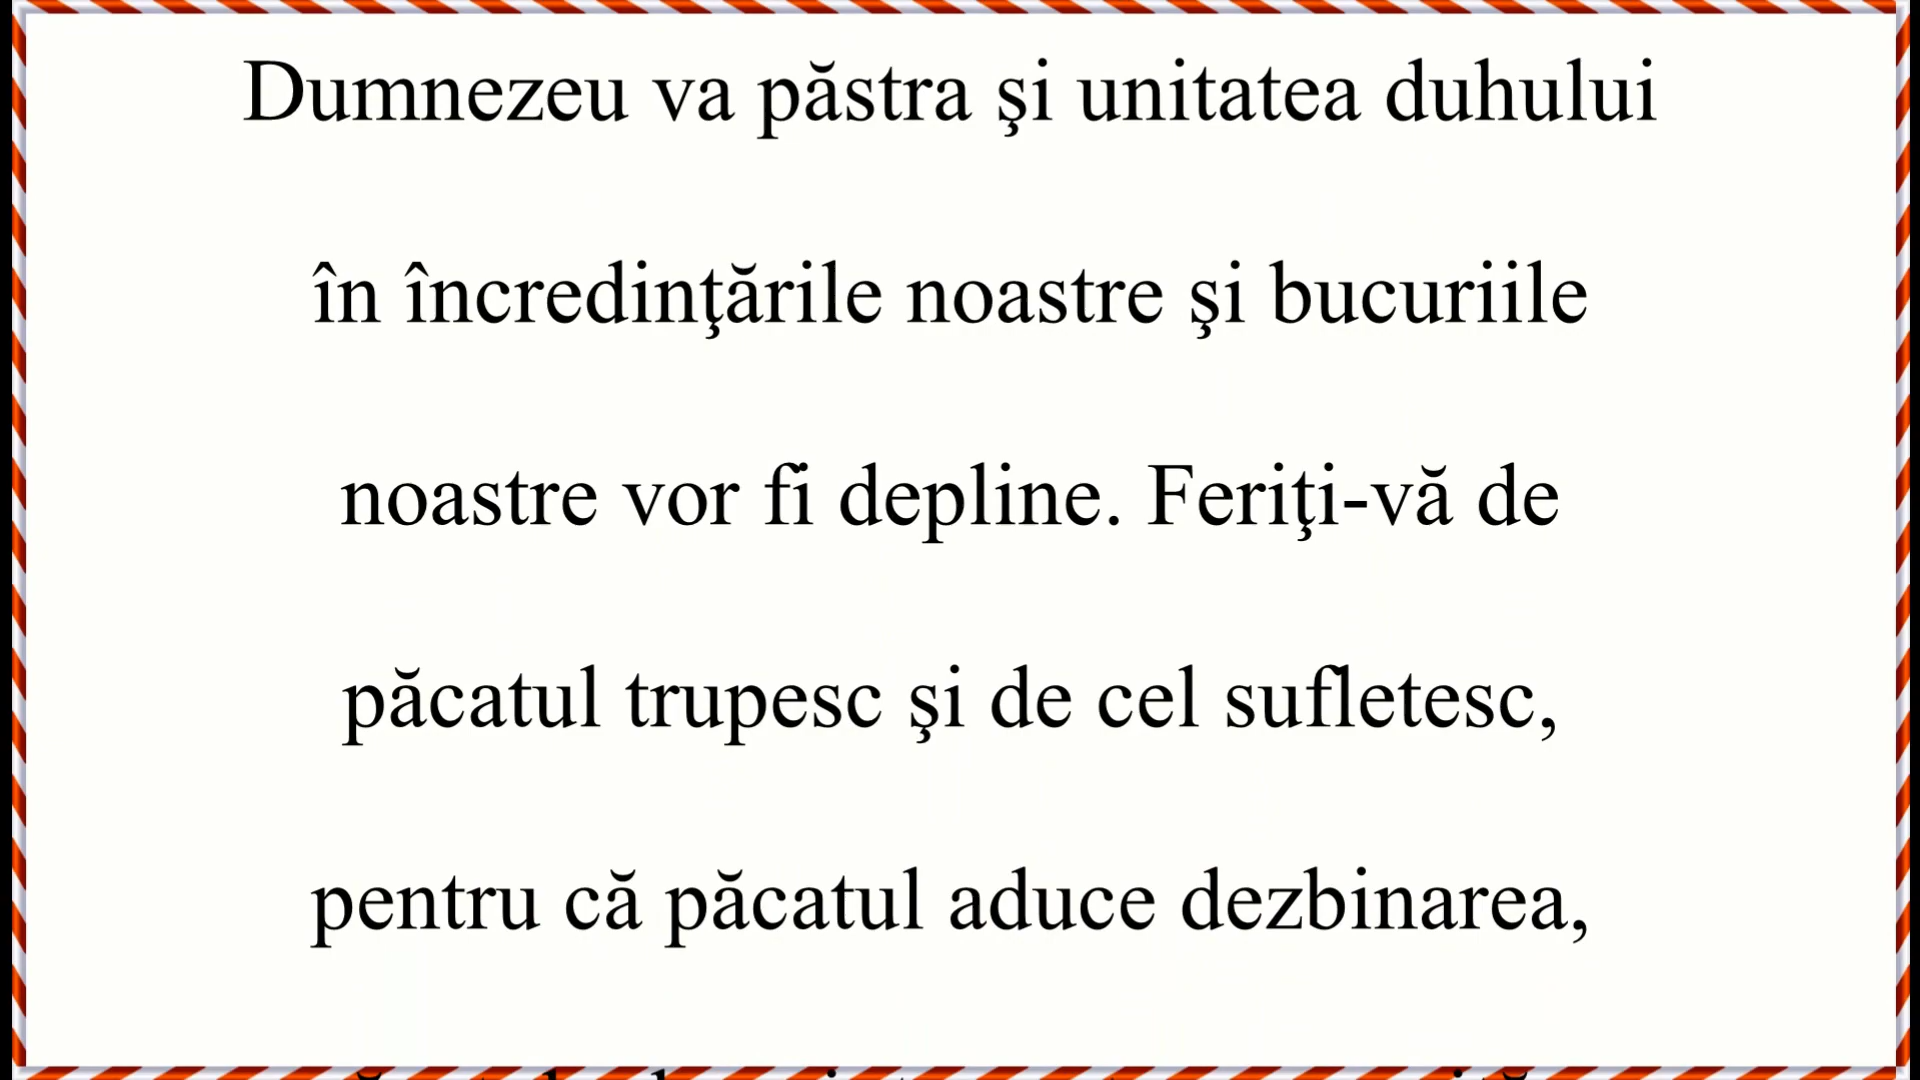 Dumnezeu va păstra şi unitatea duhului
în încredinţările noastre şi bucuriile
noastre vor fi depline. Feriţi-vă de
păcatul trupesc şi de cel sufletesc,
pentru că păcatul aduce dezbinarea,